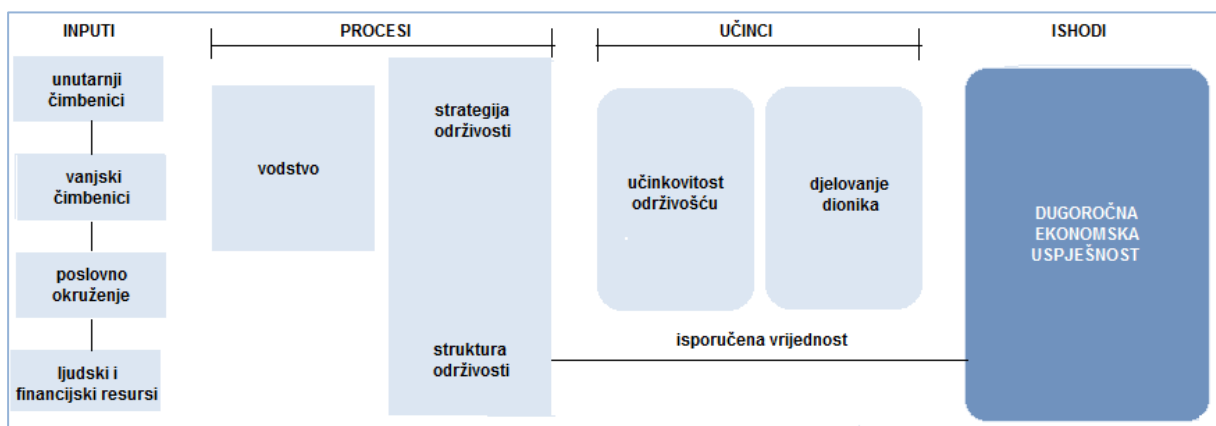 INPUTI
PROCESI
UČINCI
ISHODI
unutarnji
čimbenici
vanjski
čimbenici
poslovno
okruženje
ljudski i
financijski resursi
vodstvo
strategija
održivosti
struktura
održivosti
učinkovitost
održivošću
djelovanje
dionika
isporučena vrijednost
DUGOROČNA
EKONOMSKA
USPJEŠNOST